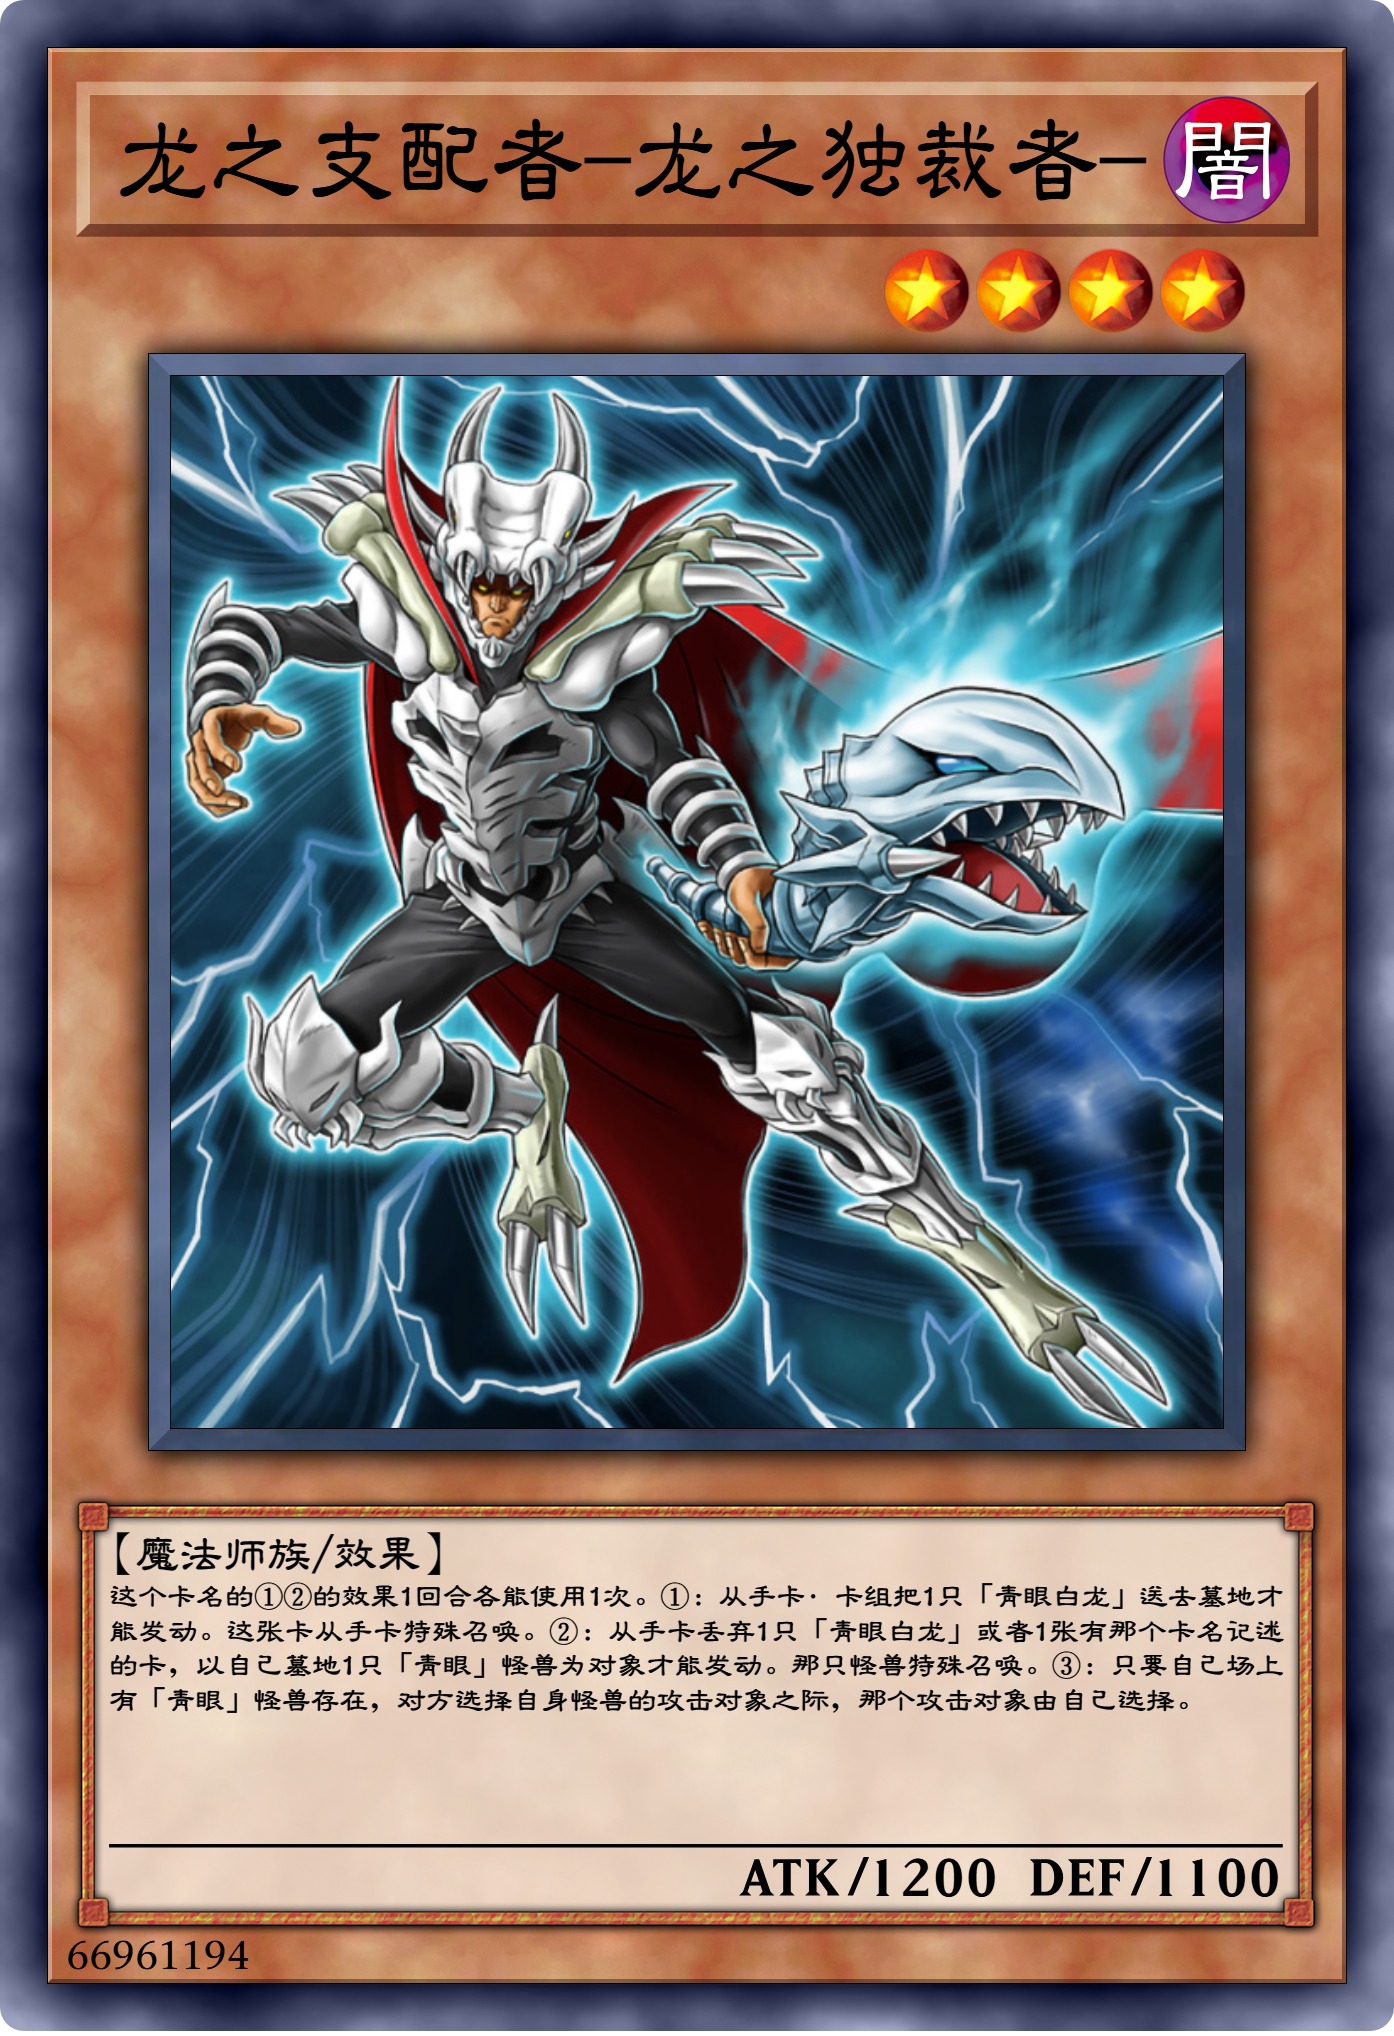 龙之支配者-龙之独裁者-
闇
【魔法师族/效果】
这个卡名的①②的效果1回合各能使用1次。①：从手卡·卡组把1只「青眼白龙」送去墓地才
能发动。这张卡从手卡特殊召唤。②：从手卡丢弃1只「青眼白龙」或者1张有那个卡名记述
的卡，以自己墓地1只「青眼」怪兽为对象才能发动。那只怪兽特殊召唤。③：只要自己场上
有「青眼」怪兽存在，对方选择自身怪兽的攻击对象之际，那个攻击对象由自己选择。
ATK/1200 DEF/1100
66961194